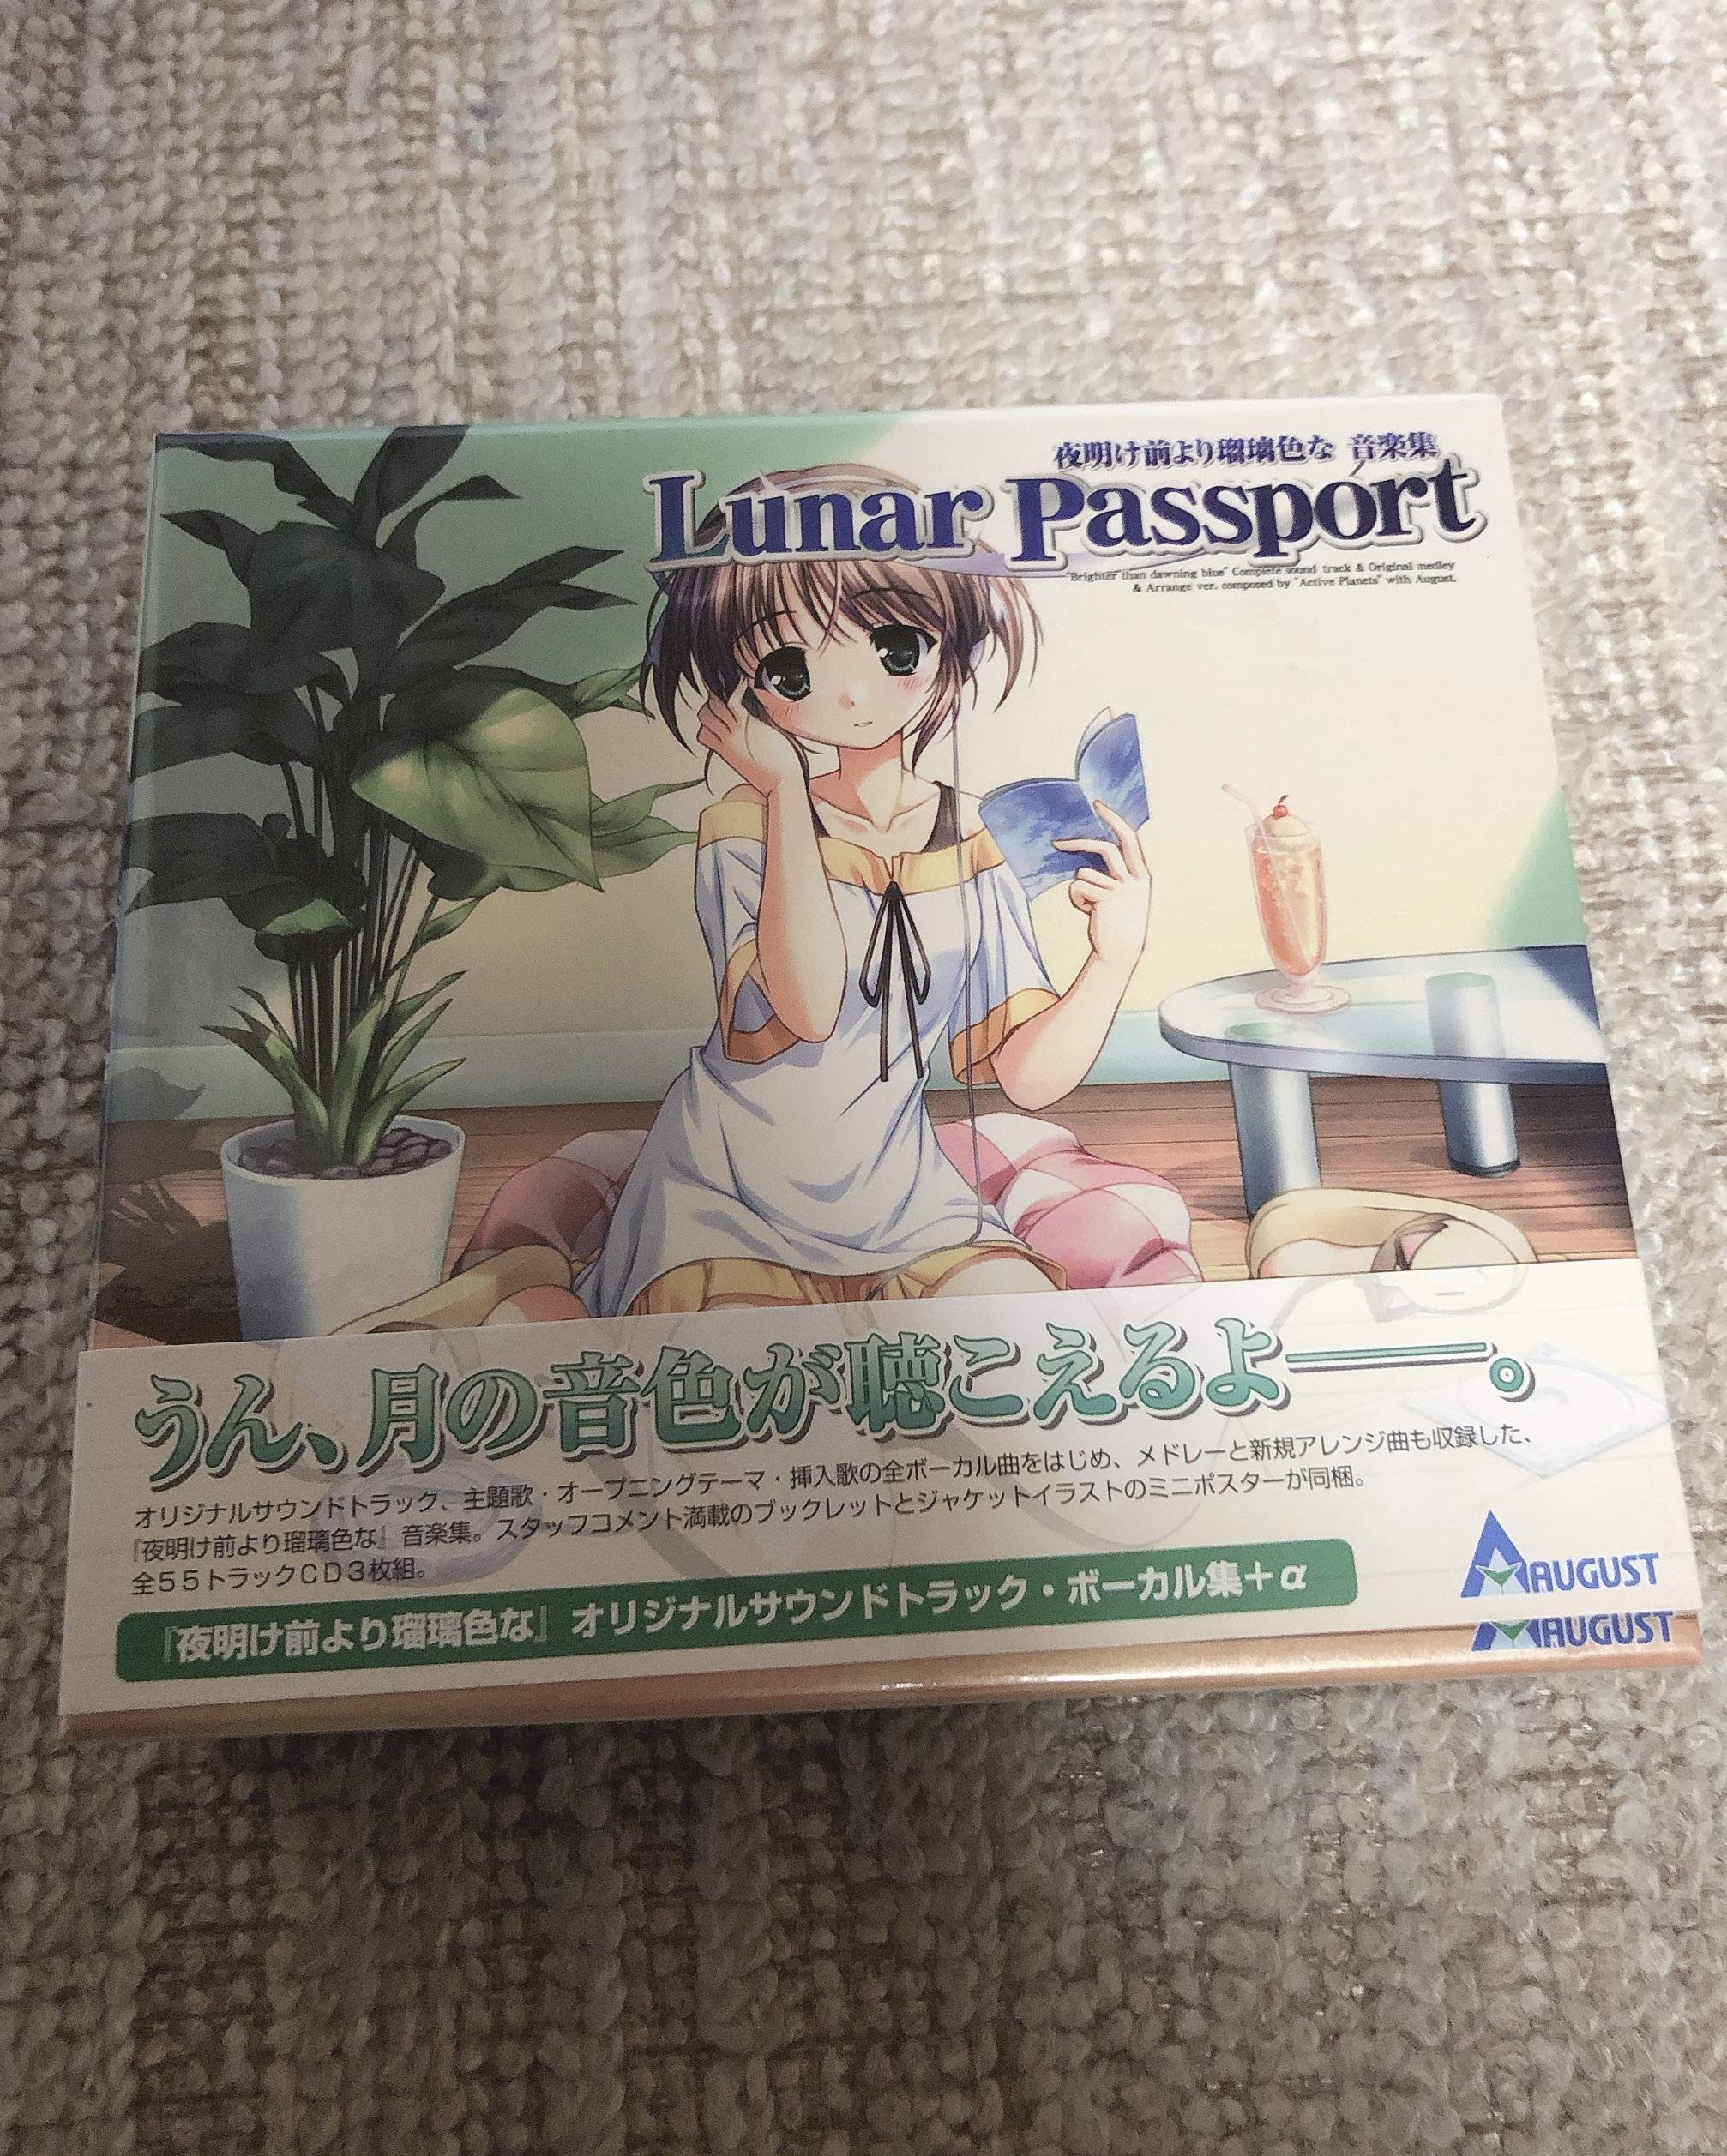 夜明け前より瑠璃色な 音楽集
Lunar Passport
"Brighter than dawning blue" Complete sound track & Original medley
& Arrange ver. composed by "Active Planets" with August.
うん、月の音色が聴こえるよ――。
オリジナルサウンドトラック、主題歌・オープニングテーマ・挿入歌の全ボーカル曲をはじめ、メドレーと新規アレンジ曲も収録した、
『夜明け前より瑠璃色な』音楽集。スタッフコメント満載のブックレットとジャケットイラストのミニポスターが同梱。
全55トラックCD3枚組。
『夜明け前より瑠璃色な』オリジナルサウンドトラック・ボーカル集+α
AUGUST
AUGUST